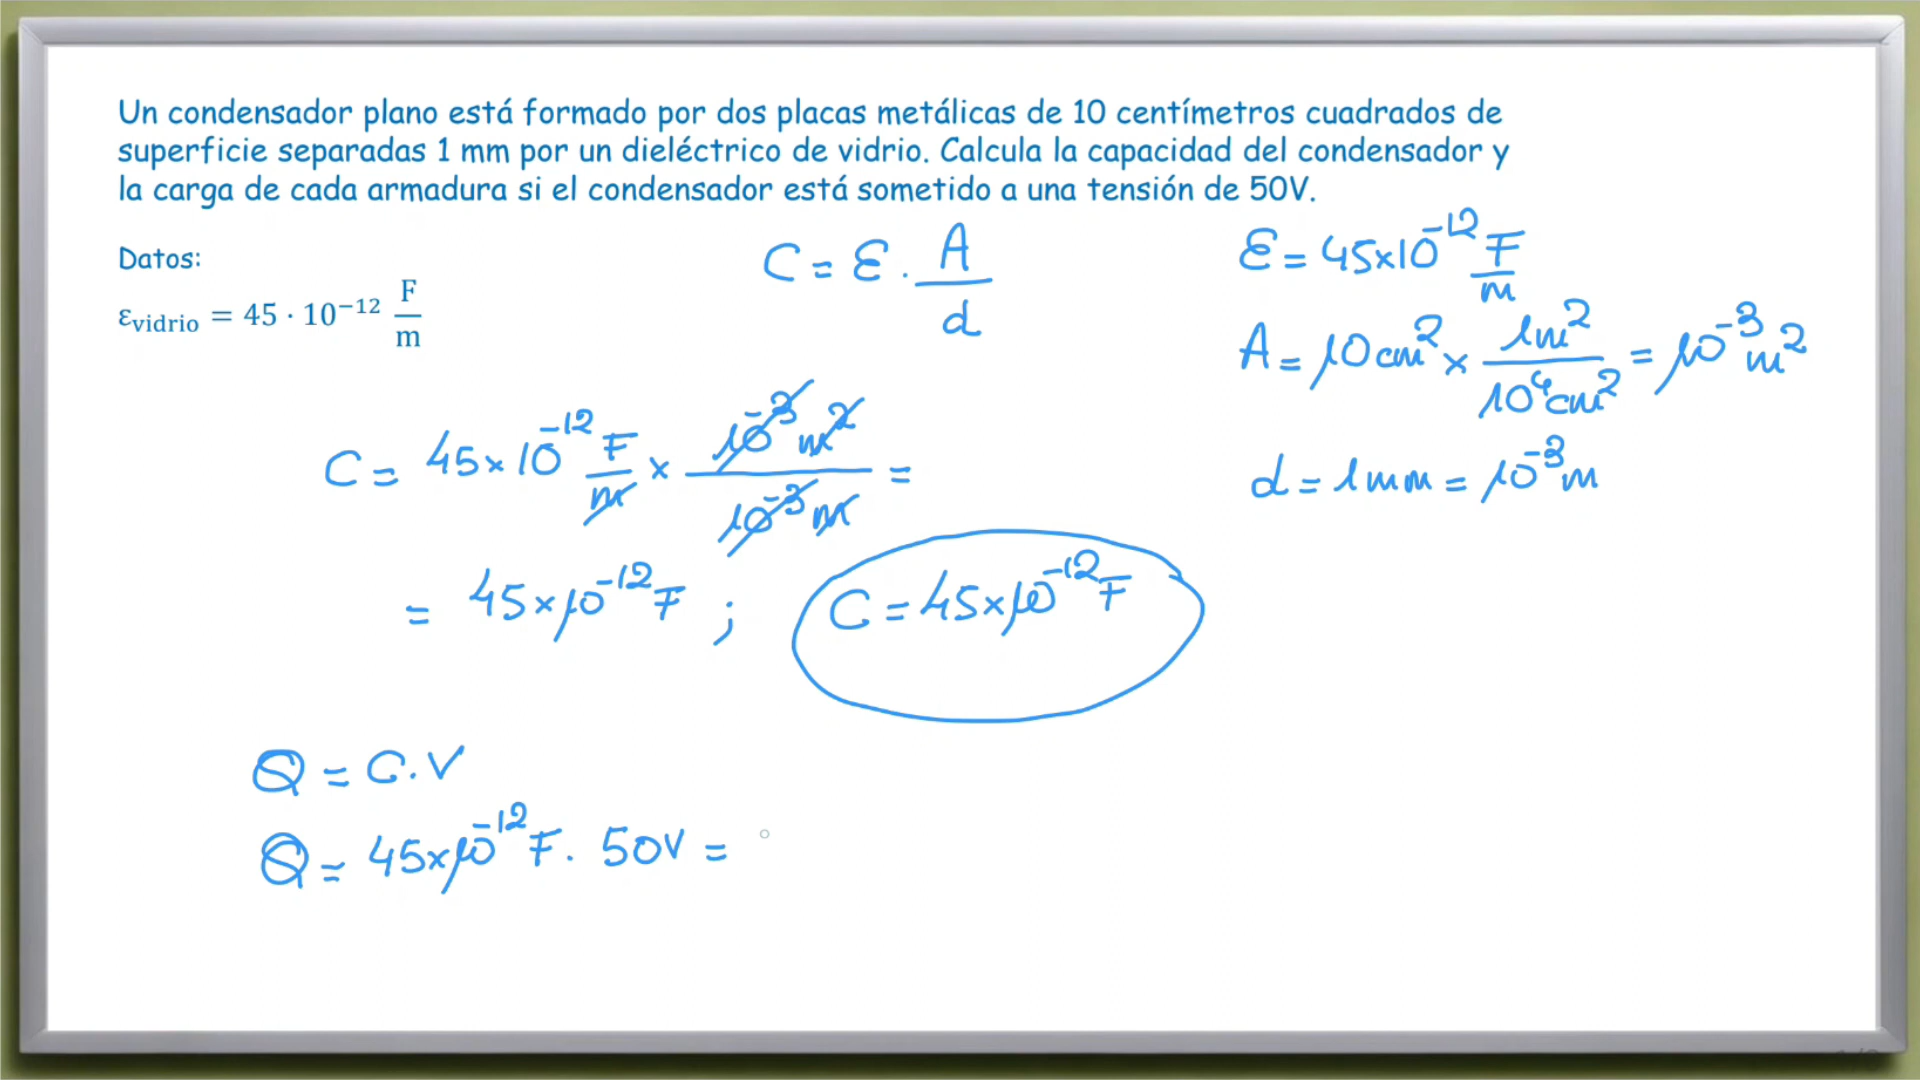 Un condensador plano está formado por dos placas metálicas de 10 centímetros cuadrados de
superficie separadas 1 mm por un dieléctrico de vidrio. Calcula la capacidad del condensador y
la carga de cada armadura si el condensador está sometido a una tensión de 50V.
Datos:
ε_vidrio = 45 · 10⁻¹² F/m
C = ε · A/d
ε = 45×10⁻¹² F/m
A = 10 cm² × 1m²/10⁴cm² = 10⁻³ m²
d = 1 mm = 10⁻³ m
C = 45×10⁻¹² F/m × 10⁻³ m²/10⁻³ m =
= 45×10⁻¹² F ; C = 45×10⁻¹² F
Q = C·V
Q = 45×10⁻¹² F · 50V =